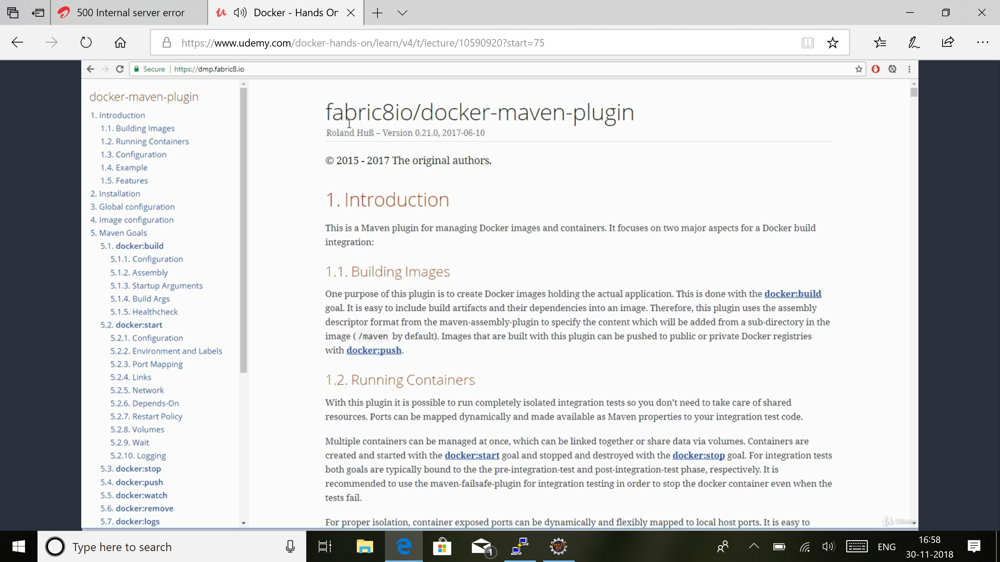 500 Internal server error
Docker - Hands Or
https://www.udemy.com/docker-hands-on/learn/v4/t/lecture/10590920?start=75
Secure | https://dmp.fabric8.io
docker-maven-plugin
1. Introduction
1.1. Building Images
1.2. Running Containers
1.3. Configuration
1.4. Example
1.5. Features
2. Installation
3. Global configuration
4. Image configuration
5. Maven Goals
5.1. docker:build
5.1.1. Configuration
5.1.2. Assembly
5.1.3. Startup Arguments
5.1.4. Build Args
5.1.5. Healthcheck
5.2. docker:start
5.2.1. Configuration
5.2.2. Environment and Labels
5.2.3. Port Mapping
5.2.4. Links
5.2.5. Network
5.2.6. Depends-On
5.2.7. Restart Policy
5.2.8. Volumes
5.2.9. Wait
5.2.10. Logging
5.3. docker:stop
5.4. docker:push
5.5. docker:watch
5.6. docker:remove
5.7. docker:logs
fabric8io/docker-maven-plugin
Roland Huß – Version 0.21.0, 2017-06-10
© 2015 - 2017 The original authors.
1. Introduction
This is a Maven plugin for managing Docker images and containers. It focuses on two major aspects for a Docker build
integration:
1.1. Building Images
One purpose of this plugin is to create Docker images holding the actual application. This is done with the docker:build
goal. It is easy to include build artifacts and their dependencies into an image. Therefore, this plugin uses the assembly
descriptor format from the maven-assembly-plugin to specify the content which will be added from a sub-directory in the
image ( /maven by default). Images that are built with this plugin can be pushed to public or private Docker registries
with docker:push.
1.2. Running Containers
With this plugin it is possible to run completely isolated integration tests so you don’t need to take care of shared
resources. Ports can be mapped dynamically and made available as Maven properties to your integration test code.
Multiple containers can be managed at once, which can be linked together or share data via volumes. Containers are
created and started with the docker:start goal and stopped and destroyed with the docker:stop goal. For integration tests
both goals are typically bound to the the pre-integration-test and post-integration-test phase, respectively. It is
recommended to use the maven-failsafe-plugin for integration testing in order to stop the docker container even when the
tests fail.
For proper isolation, container exposed ports can be dynamically and flexibly mapped to local host ports. It is easy to
Udemy
Type here to search
1
Java EE
IDE
ENG
16:58
30-11-2018